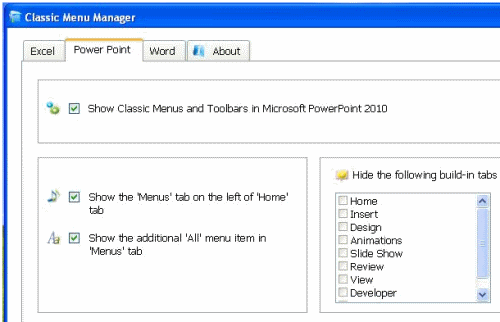 Classic Menu Manager
Excel
Power Point
Word
About
Show Classic Menus and Toolbars in Microsoft PowerPoint 2010
Show the 'Menus' tab on the left of 'Home'
tab
Show the additional 'All' menu item in
'Menus' tab
Hide the following build-in tabs
Home
Insert
Design
Animations
Slide Show
Review
View
Developer